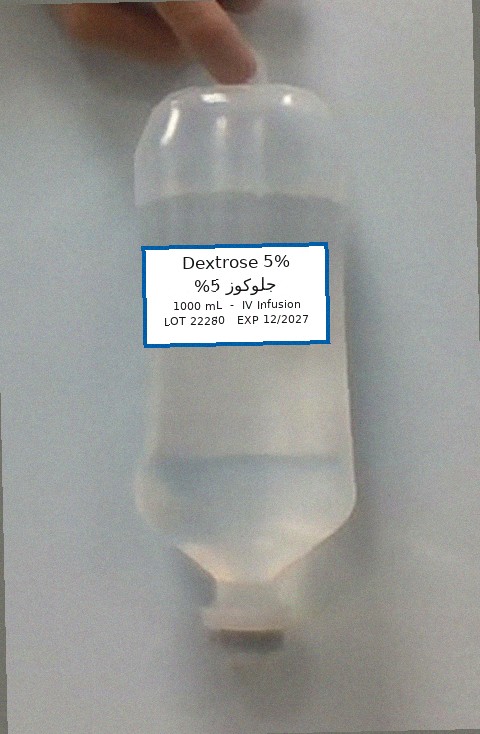 Dextrose 5%
جلوكوز 5%
1000 mL - IV Infusion
LOT 22280 EXP 12/2027